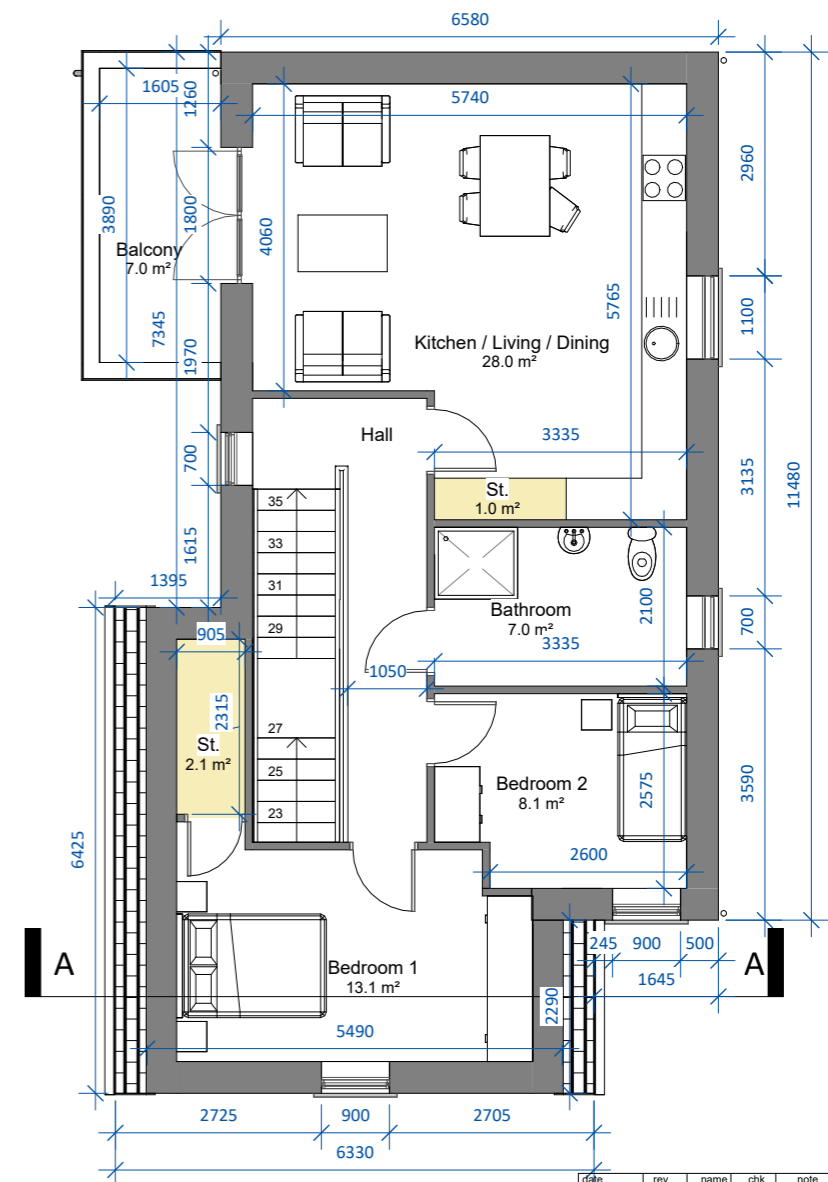 6580
1605
1260
5740
3890
1800
4060
2960
Balcony
7.0 m²
7345
1970
5765
1100
Kitchen / Living / Dining
28.0 m²
Hall
700
3335
3135
11480
St.
1.0 m²
35
33
31
29
1615
1395
905
Bathroom
7.0 m²
2100
3335
700
1050
2315
St.
2.1 m²
27
25
23
Bedroom 2
8.1 m²
2575
3590
2600
6425
245
900
500
1645
A
A
Bedroom 1
13.1 m²
2290
5490
2725
900
2705
6330
date rev name chk note